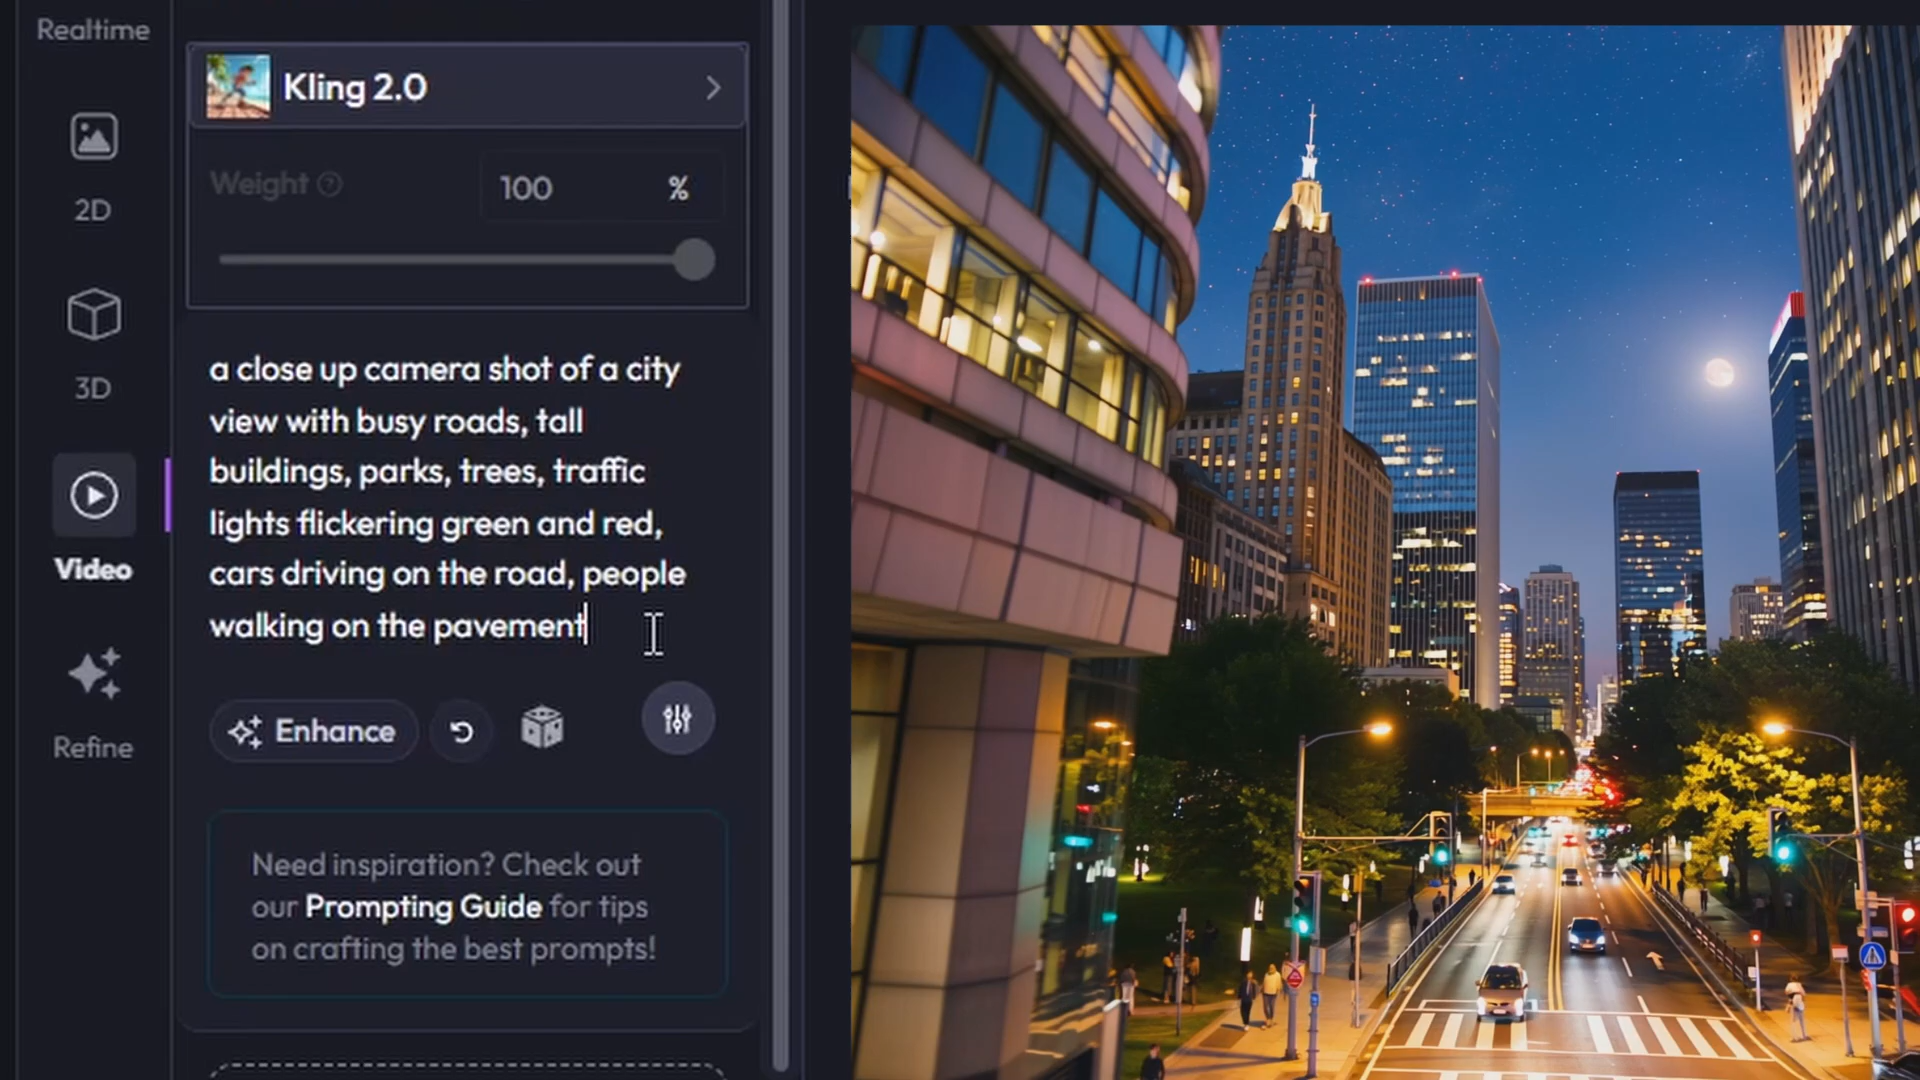 Realtime
Kling 2.0
Weight ?
100 %
2D
3D
Video
Refine
a close up camera shot of a city
view with busy roads, tall
buildings, parks, trees, traffic
lights flickering green and red,
cars driving on the road, people
walking on the pavement
Enhance
Need inspiration? Check out
our Prompting Guide for tips
on crafting the best prompts!